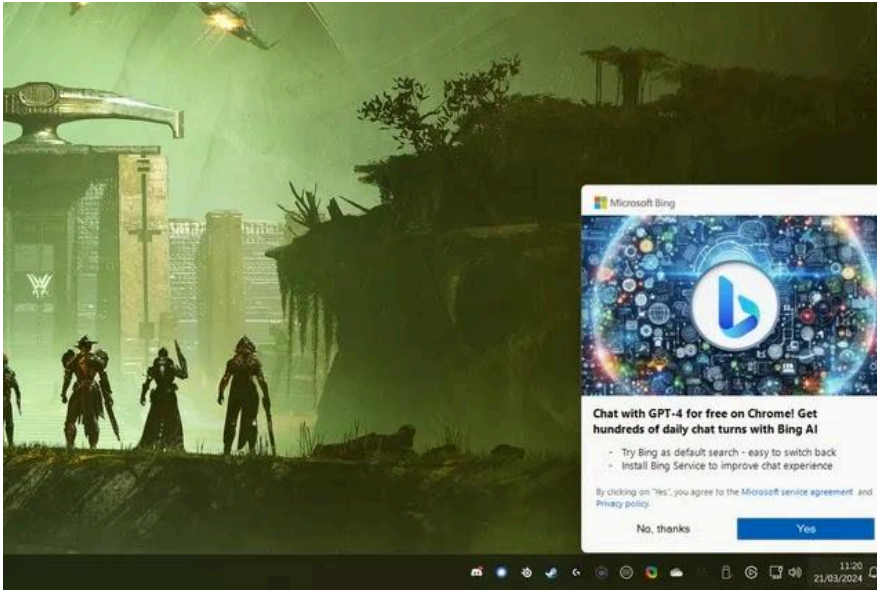 Microsoft Bing
Chat with GPT-4 for free on Chrome! Get
hundreds of daily chat turns with Bing AI
- Try Bing as default search - easy to switch back
- Install Bing Service to improve chat experience
By clicking on "Yes", you agree to the Microsoft service agreement and
Privacy policy.
No, thanks
Yes
11:20
21/03/2024